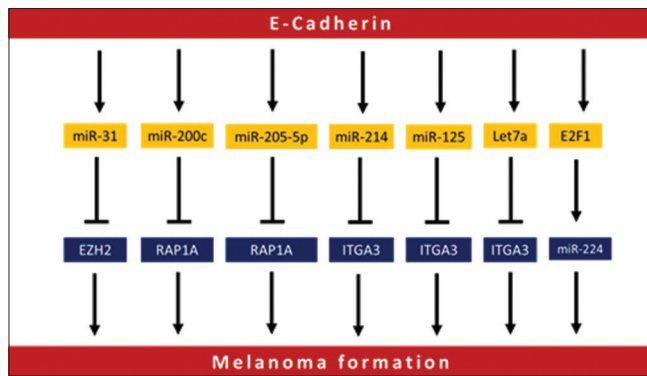 E-Cadherin
miR-31 miR-200c miR-205-5p miR-214 miR-125 Let7a E2F1
EZH2 RAP1A RAP1A ITGA3 ITGA3 ITGA3 miR-224
Melanoma formation